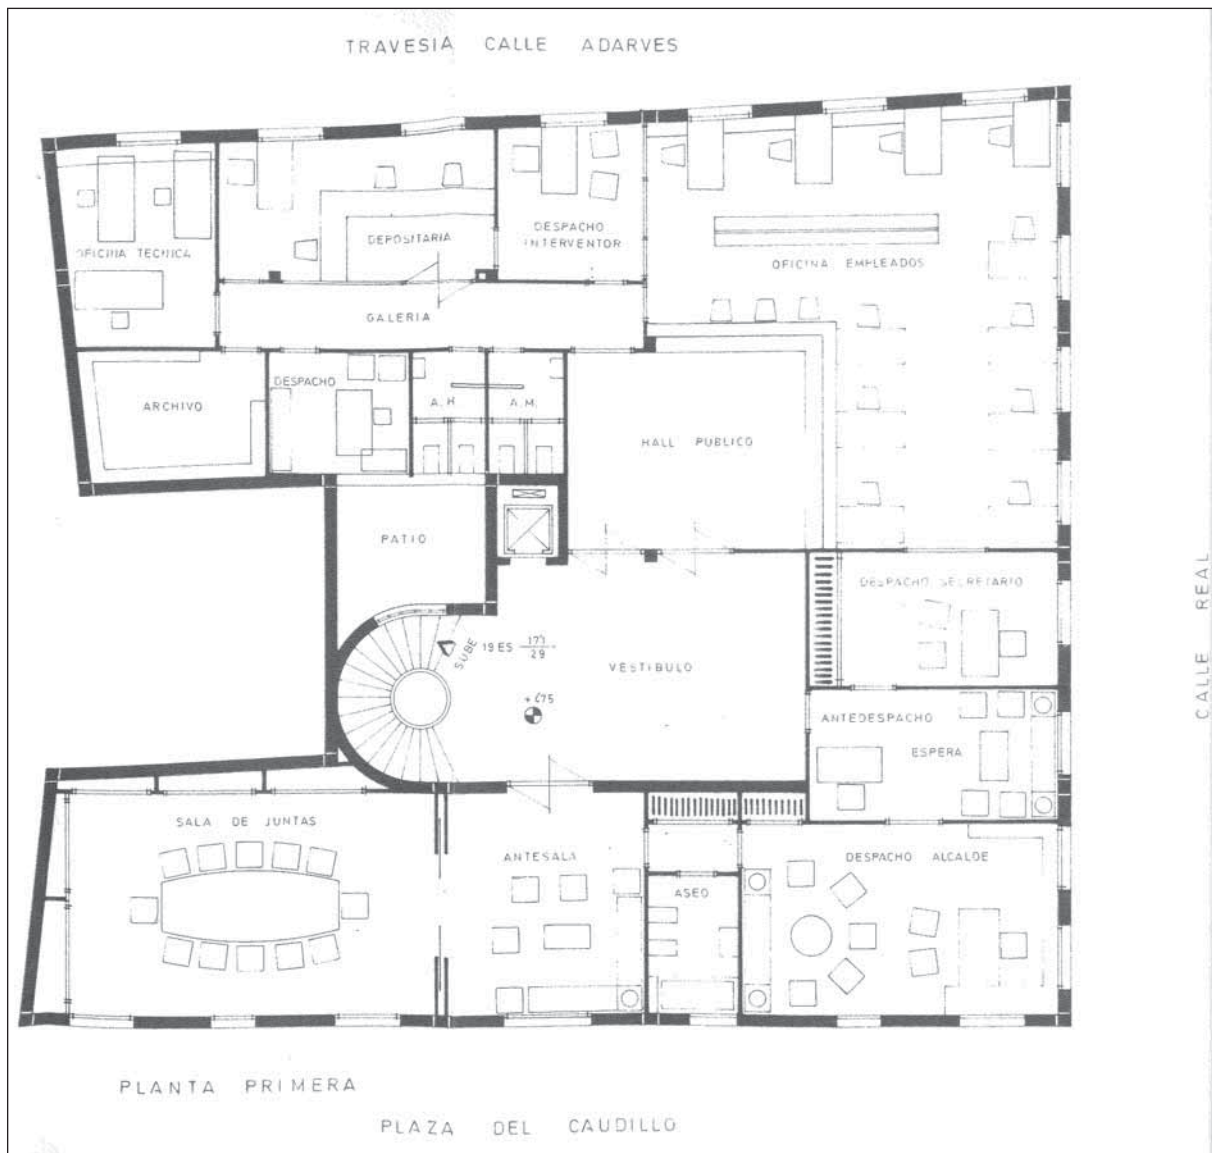 TRAVESIA CALLE ADARVES
OFICINA TECNICA
DEPOSITARIA
DESPACHO
INTERVENTOR
OFICINA EMPLEADOS
GALERIA
ARCHIVO
DESPACHO
A.H
A.M.
HALL PUBLICO
PATIO
DESPACHO SECRETARIO
SUBE
19 ES 29
VESTIBULO
CALLE REAL
ANTEDESPACHO
ESPERA
SALA DE JUNTAS
ANTESALA
ASEO
DESPACHO ALCALDE
PLANTA PRIMERA
PLAZA DEL CAUDILLO